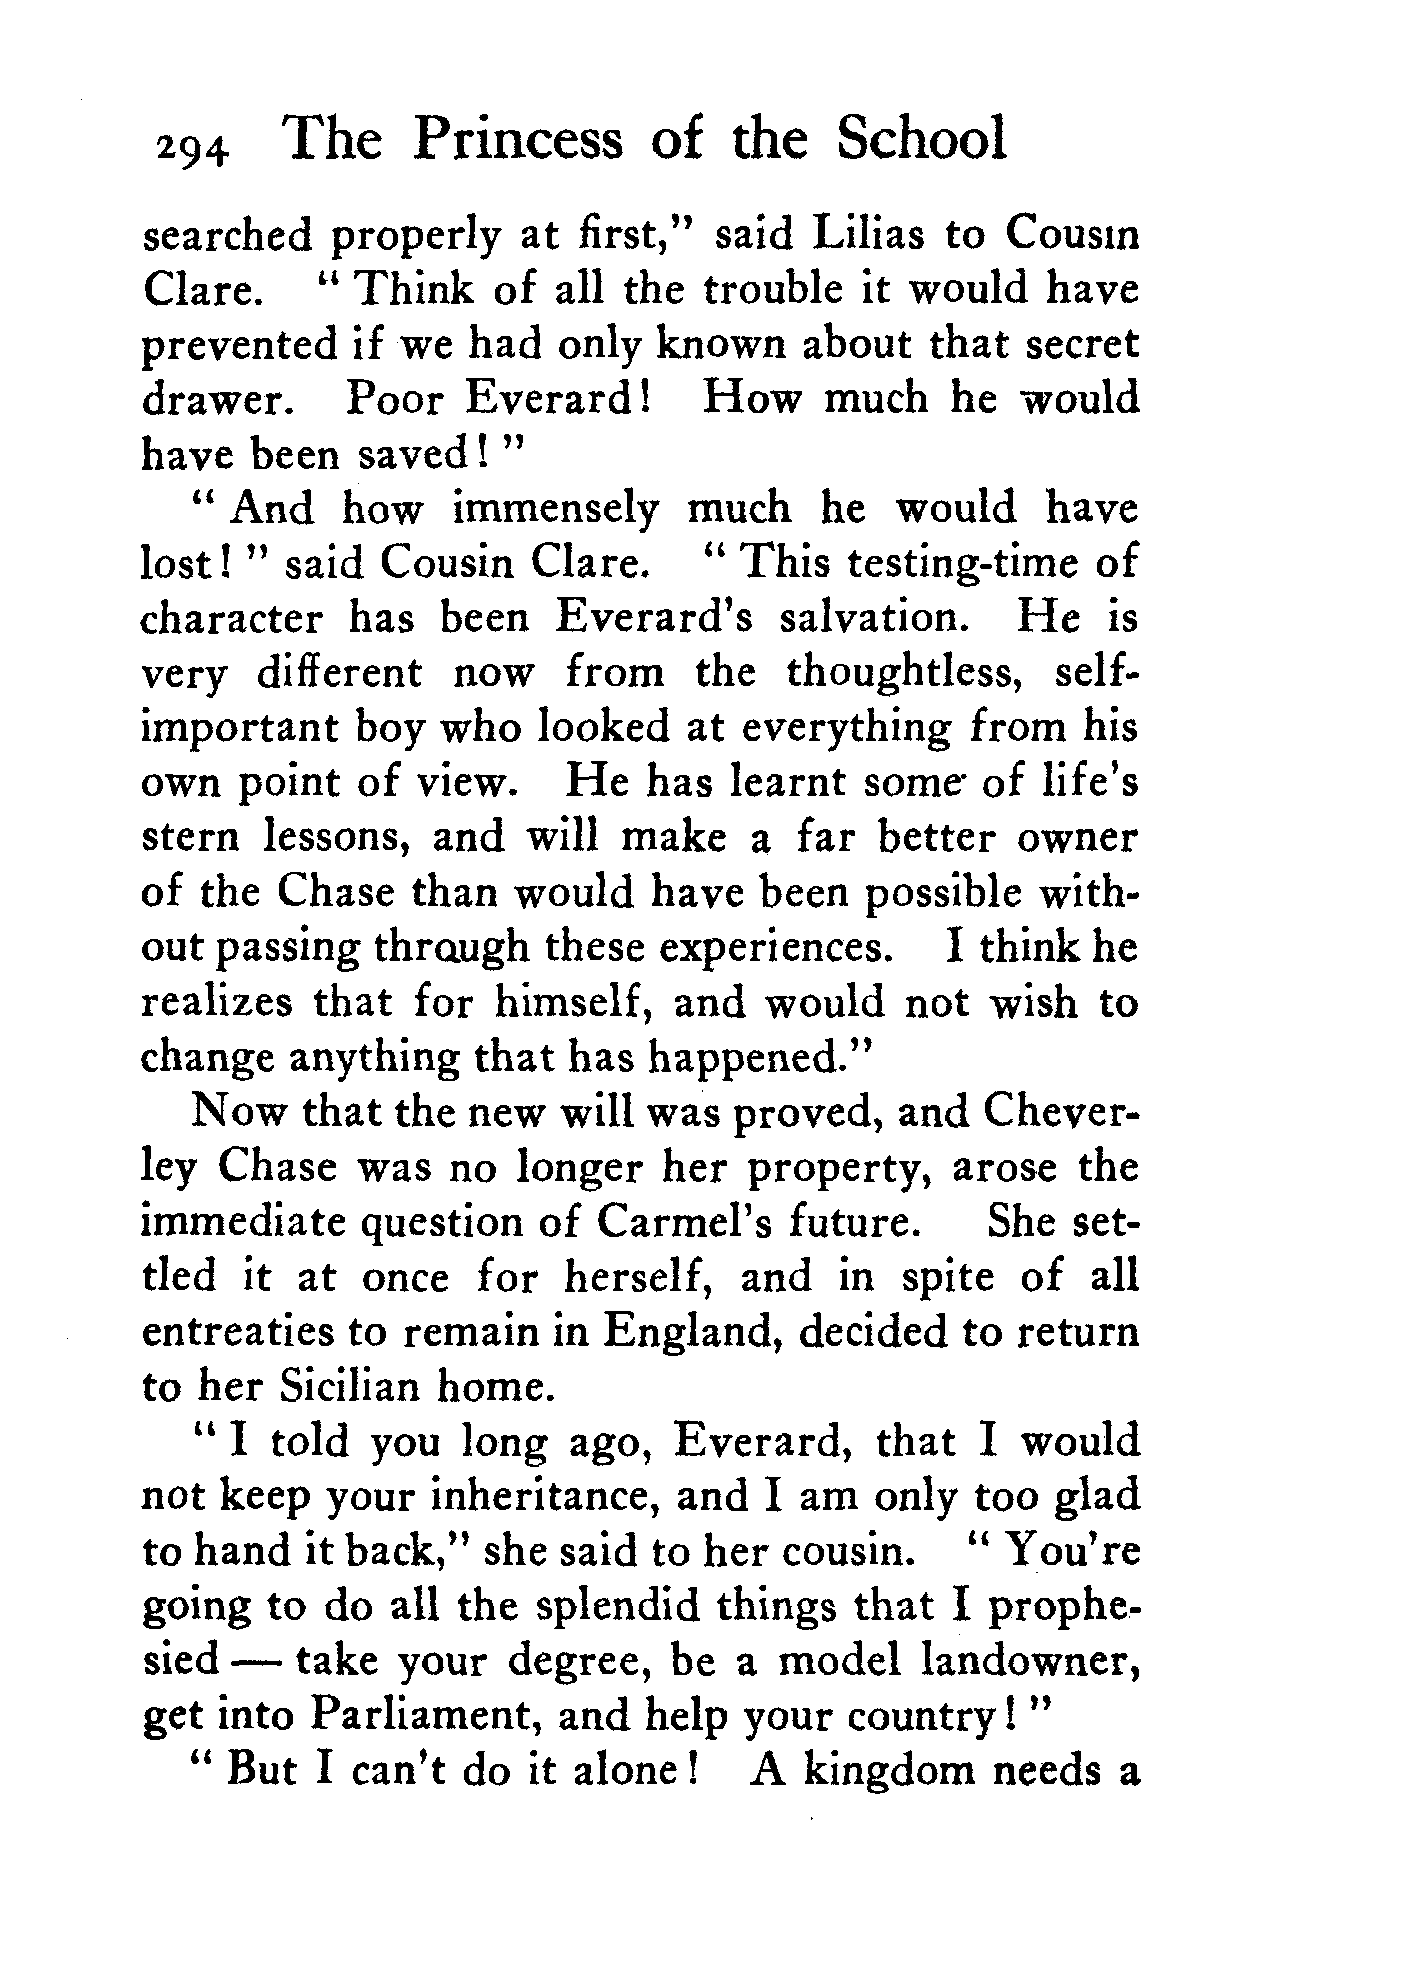 294 The Princess of the School
searched properly at first," said Lilias to Cousin
Clare. " Think of all the trouble it would have
prevented if we had only known about that secret
drawer. Poor Everard! How much he would
have been saved! "
" And how immensely much he would have
lost! " said Cousin Clare. " This testing-time of
character has been Everard's salvation. He is
very different now from the thoughtless, self-
important boy who looked at everything from his
own point of view. He has learnt some of life's
stern lessons, and will make a far better owner
of the Chase than would have been possible with-
out passing through these experiences. I think he
realizes that for himself, and would not wish to
change anything that has happened."
Now that the new will was proved, and Chever-
ley Chase was no longer her property, arose the
immediate question of Carmel's future. She set-
tled it at once for herself, and in spite of all
entreaties to remain in England, decided to return
to her Sicilian home.
" I told you long ago, Everard, that I would
not keep your inheritance, and I am only too glad
to hand it back," she said to her cousin. " You're
going to do all the splendid things that I prophe-
sied — take your degree, be a model landowner,
get into Parliament, and help your country! "
" But I can't do it alone! A kingdom needs a